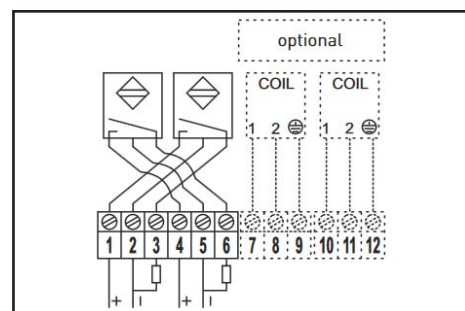 optional
COIL COIL
1 2 1 2
1 2 3 4 5 6 7 8 9 10 11 12
+ – + –